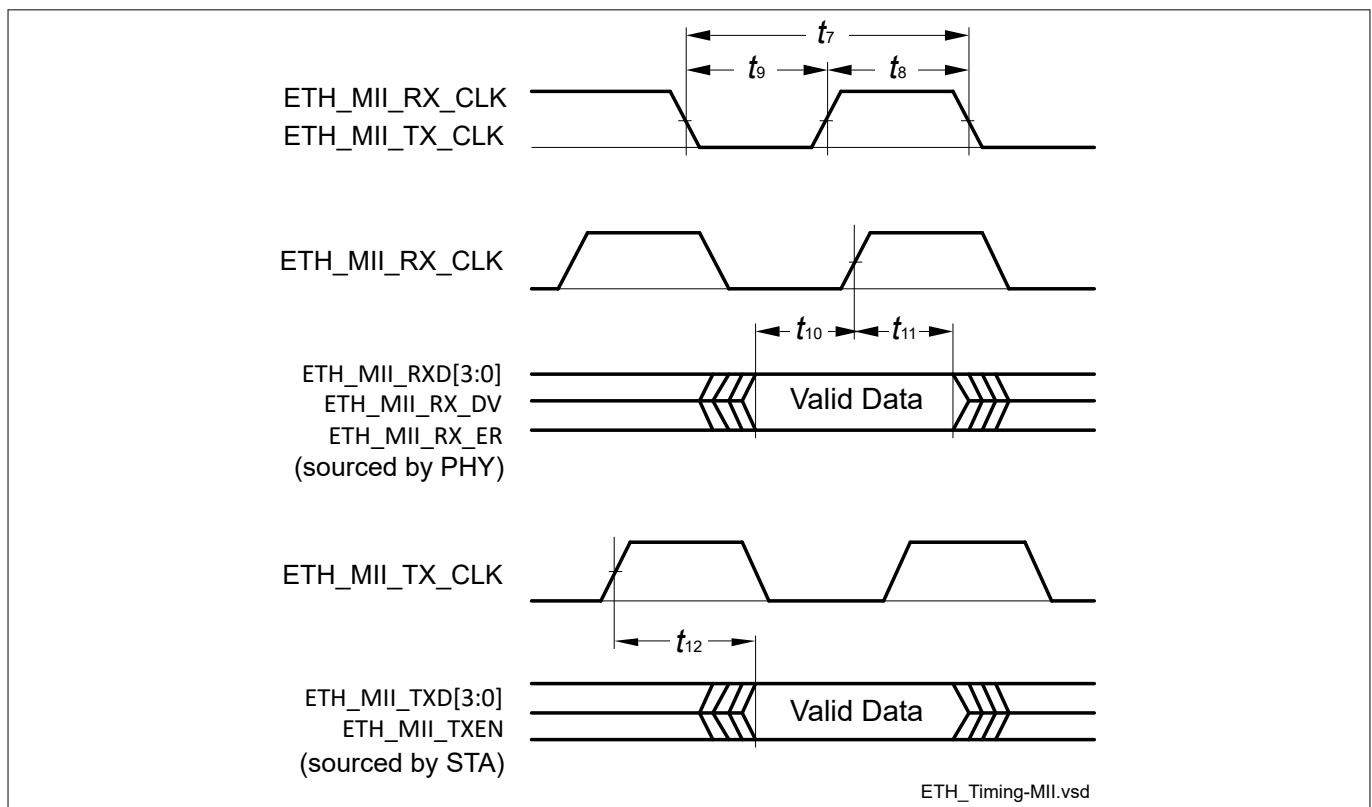 t7
t9 t8
ETH_MII_RX_CLK
ETH_MII_TX_CLK
ETH_MII_RX_CLK
t10 t11
ETH_MII_RXD[3:0]
ETH_MII_RX_DV
ETH_MII_RX_ER
(sourced by PHY)
Valid Data
ETH_MII_TX_CLK
t12
ETH_MII_TXD[3:0]
ETH_MII_TXEN
(sourced by STA)
Valid Data
ETH_Timing-MII.vsd